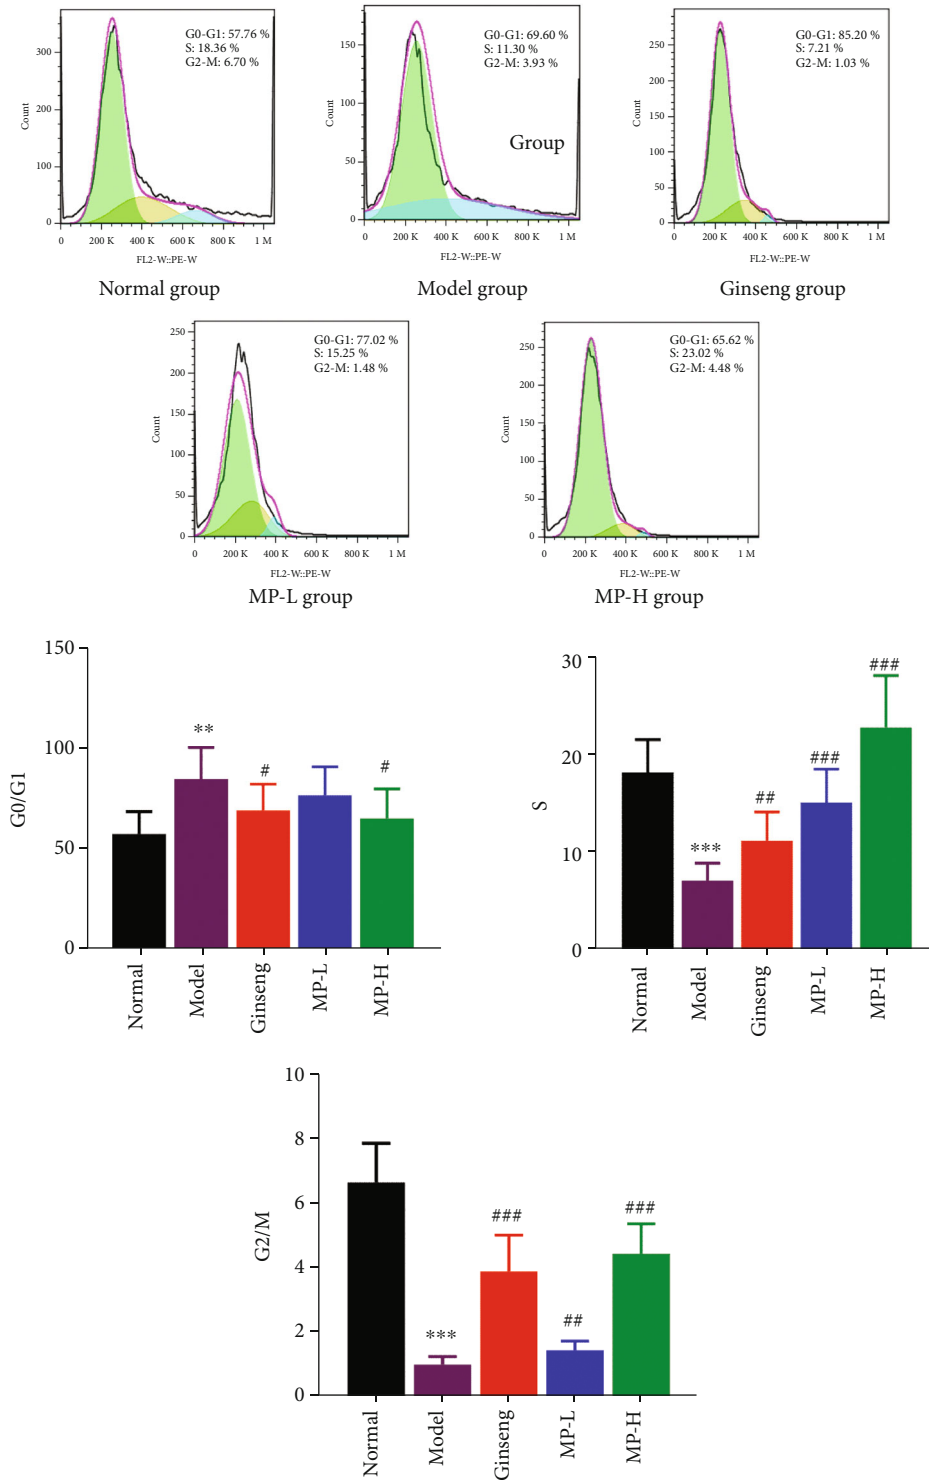 G0-G1: 57.76 %
S: 18.36 %
G2-M: 6.70 %
Count
300
200
100
0
0 200 K 400 K 600 K 800 K 1 M
FL2-W::PE-W
Normal group
G0-G1: 69.60 %
S: 11.30 %
G2-M: 3.93 %
Group
Count
150
100
50
0
0 200 K 400 K 600 K 800 K 1 M
FL2-W::PE-W
Model group
G0-G1: 85.20 %
S: 7.21 %
G2-M: 1.03 %
Count
250
200
150
100
50
0
0 200 K 400 K 600 K 800 K 1 M
FL2-W::PE-W
Ginseng group
G0-G1: 77.02 %
S: 15.25 %
G2-M: 1.48 %
Count
250
200
150
100
50
0
0 200 K 400 K 600 K 800 K 1 M
FL2-W::PE-W
MP-L group
G0-G1: 65.62 %
S: 23.02 %
G2-M: 4.48 %
Count
250
200
150
100
50
0
0 200 K 400 K 600 K 800 K 1 M
FL2-W::PE-W
MP-H group
G0/G1
150
100
50
0
**
#
#
Normal
Model
Ginseng
MP-L
MP-H
S
30
20
10
0
***
##
###
###
Normal
Model
Ginseng
MP-L
MP-H
G2/M
10
8
6
4
2
0
***
###
##
###
Normal
Model
Ginseng
MP-L
MP-H